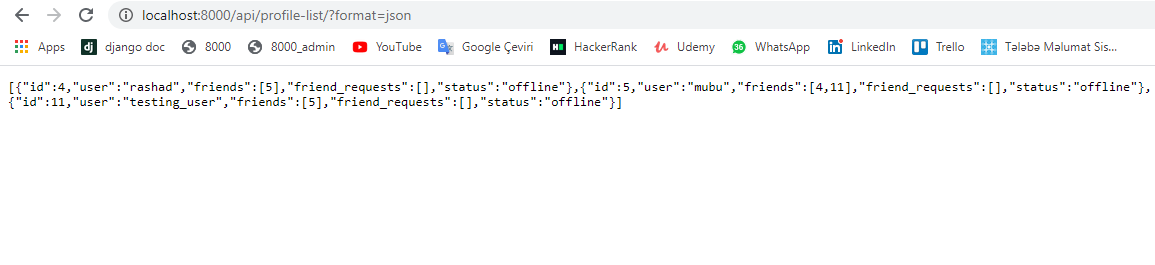 localhost:8000/api/profile-list/?format=json
Apps dj django doc 8000 8000_admin YouTube Google Çeviri HackerRank Udemy 36 WhatsApp LinkedIn Trello Tələbə Məlumat Sis...
[{"id":4,"user":"rashad","friends":[5],"friend_requests":[],"status":"offline"},{"id":5,"user":"mubu","friends":[4,11],"friend_requests":[],"status":"offline"},
{"id":11,"user":"testing_user","friends":[5],"friend_requests":[],"status":"offline"}]